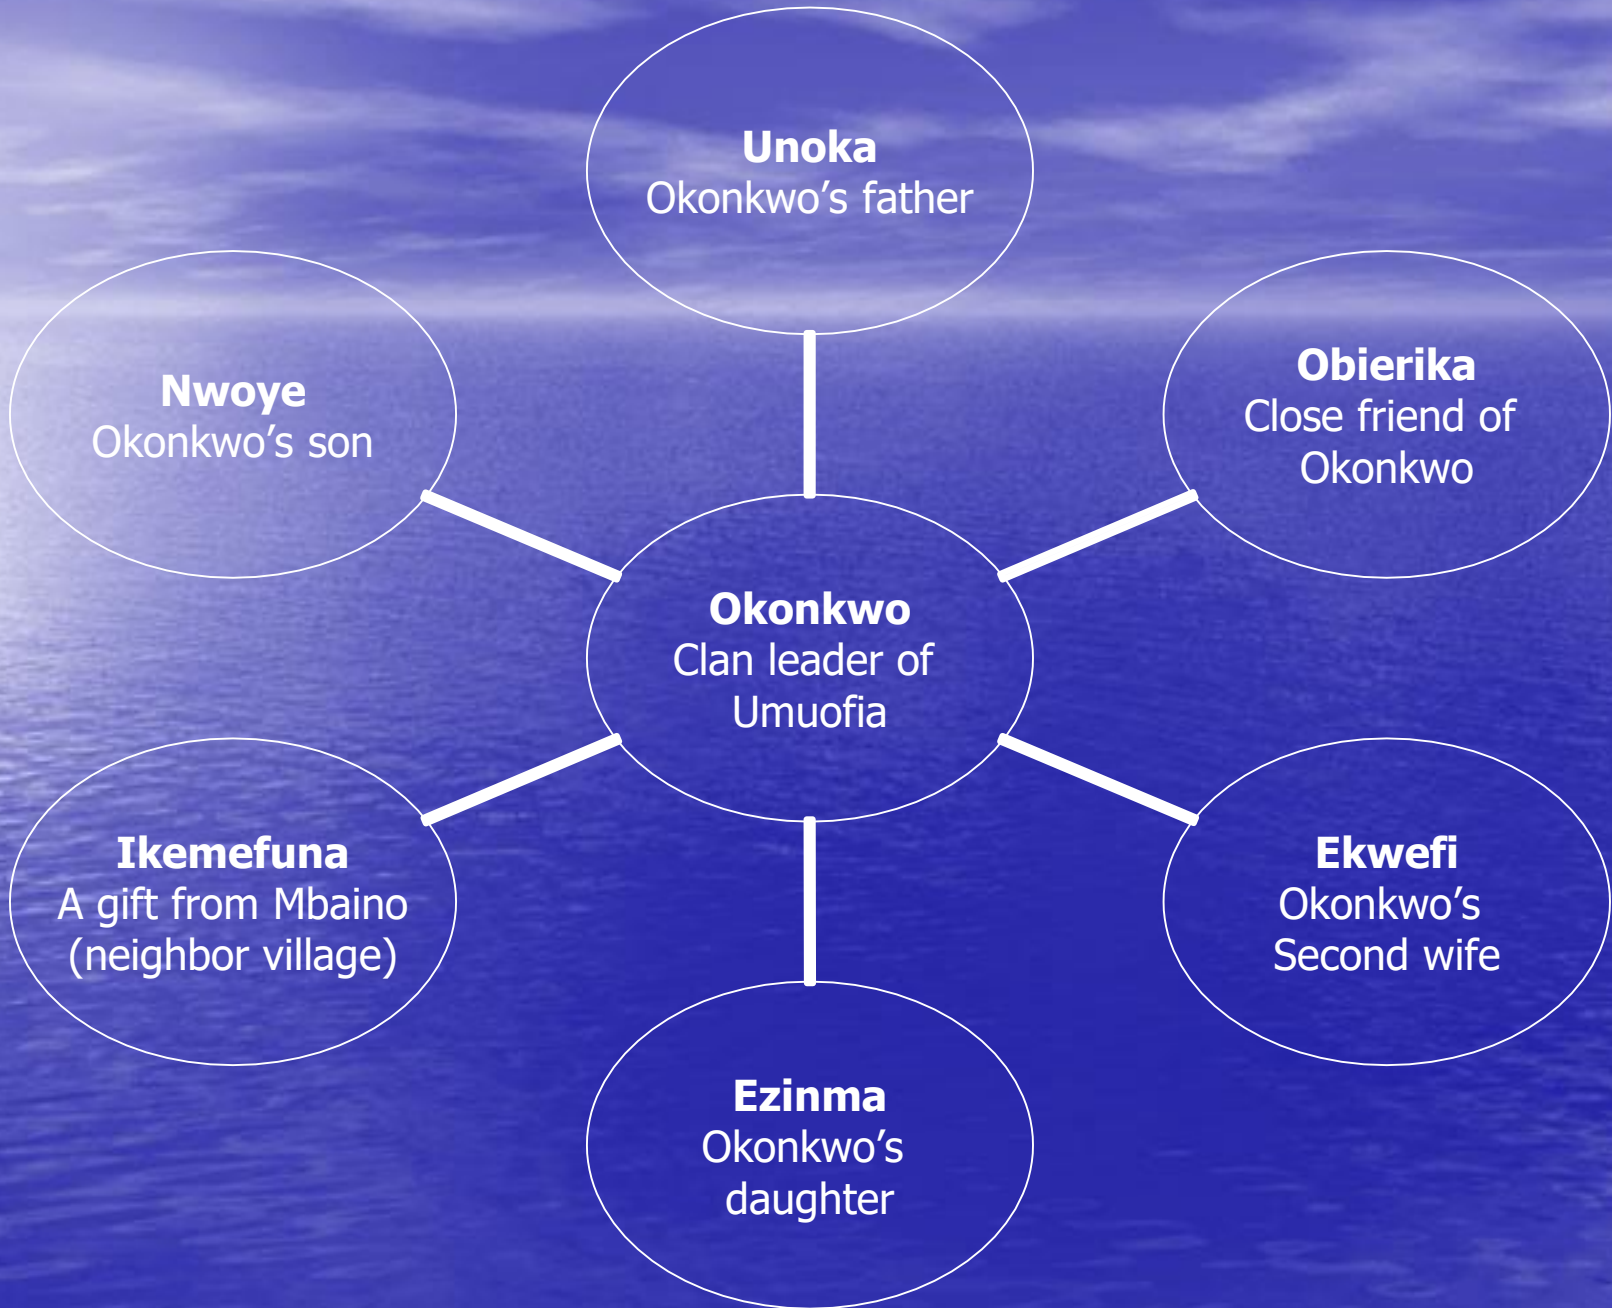 Unoka
Okonkwo’s father
Nwoye
Okonkwo’s son
Obierika
Close friend of
Okonkwo
Okonkwo
Clan leader of
Umuofia
Ikemefuna
A gift from Mbaino
(neighbor village)
Ekwefi
Okonkwo’s
Second wife
Ezinma
Okonkwo’s
daughter